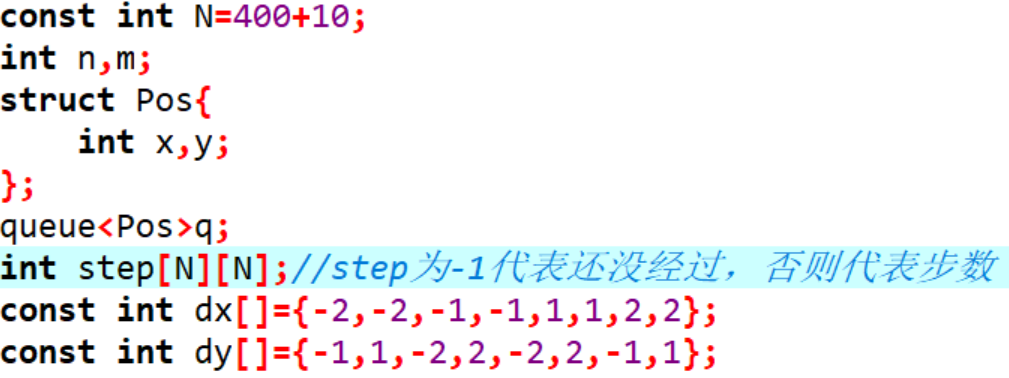 const int N=400+10;
int n,m;
struct Pos{
    int x,y;
};
queue<Pos>q;
int step[N][N];//step为-1代表还没经过，否则代表步数
const int dx[]={-2,-2,-1,-1,1,1,2,2};
const int dy[]={-1,1,-2,2,-2,2,-1,1};